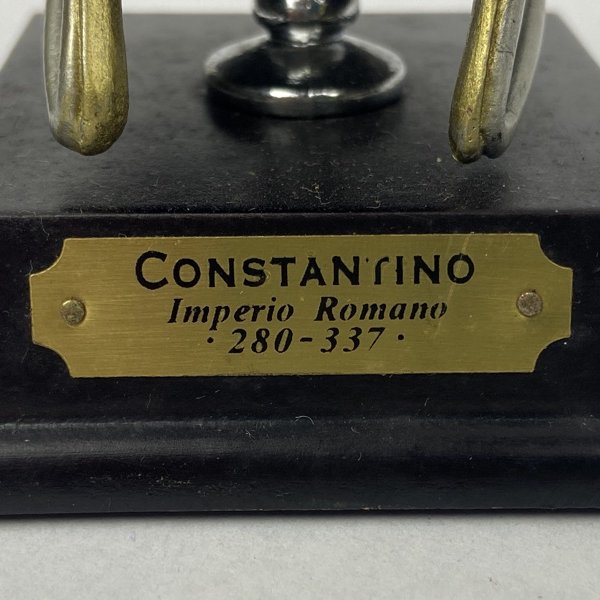 CONSTANTINO
Imperio Romano
· 280-337 ·